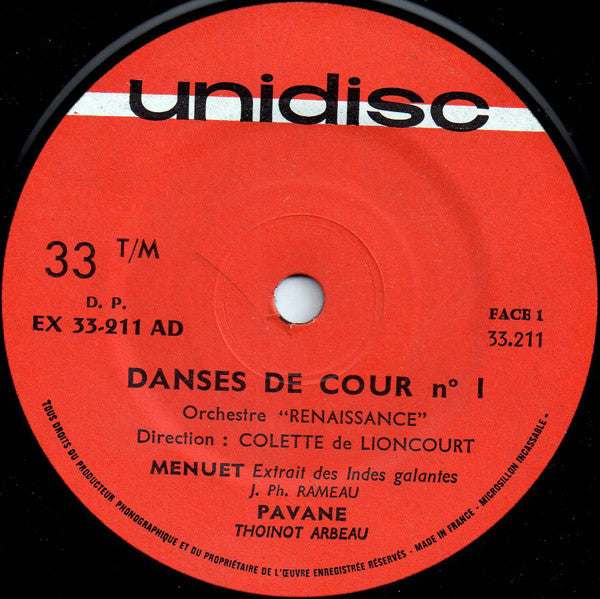 unidisc
33 T/M
D. P.
EX 33-211 AD
FACE 1
33.211
DANSES DE COUR n° 1
Orchestre "RENAISSANCE"
Direction : COLETTE de LIONCOURT
MENUET Extrait des Indes galantes
J. Ph. RAMEAU
PAVANE
THOINOT ARBEAU
TOUS DROITS DU PRODUCTEUR PHONOGRAPHIQUE ET DU PROPRIÉTAIRE DE L'ŒUVRE ENREGISTRÉE RÉSERVÉS - MADE IN FRANCE - MICROSILLON INCASSABLE •